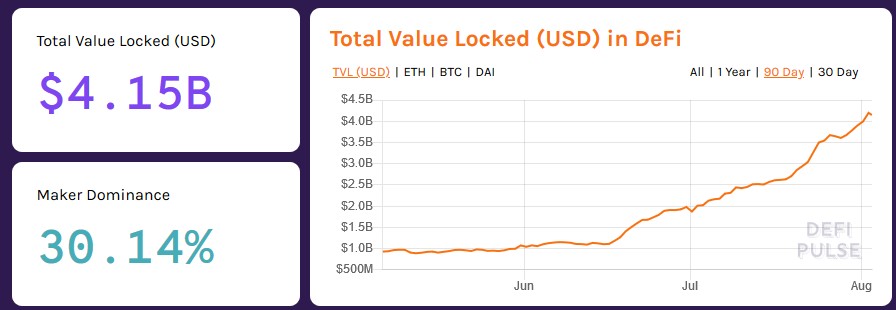 Total Value Locked (USD)
$4.15B
Maker Dominance
30.14%
Total Value Locked (USD) in DeFi
TVL (USD) | ETH | BTC | DAI
All | 1 Year | 90 Day | 30 Day
$4.5B
$4.0B
$3.5B
$3.0B
$2.5B
$2.0B
$1.5B
$1.0B
$500M
DEFI
PULSE
Jun
Jul
Aug